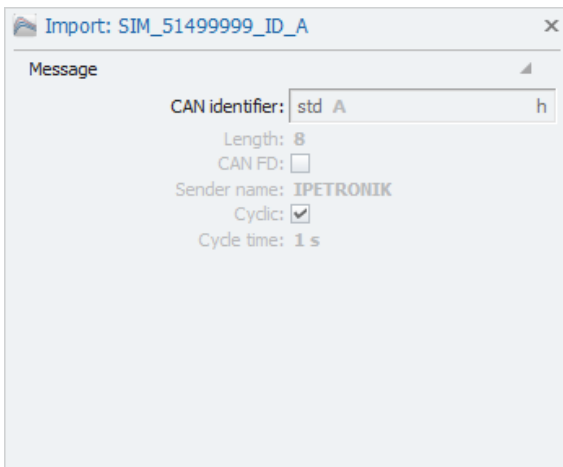 Import: SIM_51499999_ID_A
Message
CAN identifier: std A h
Length: 8
CAN FD:
Sender name: IPETRONIK
Cyclic:
Cycle time: 1 s